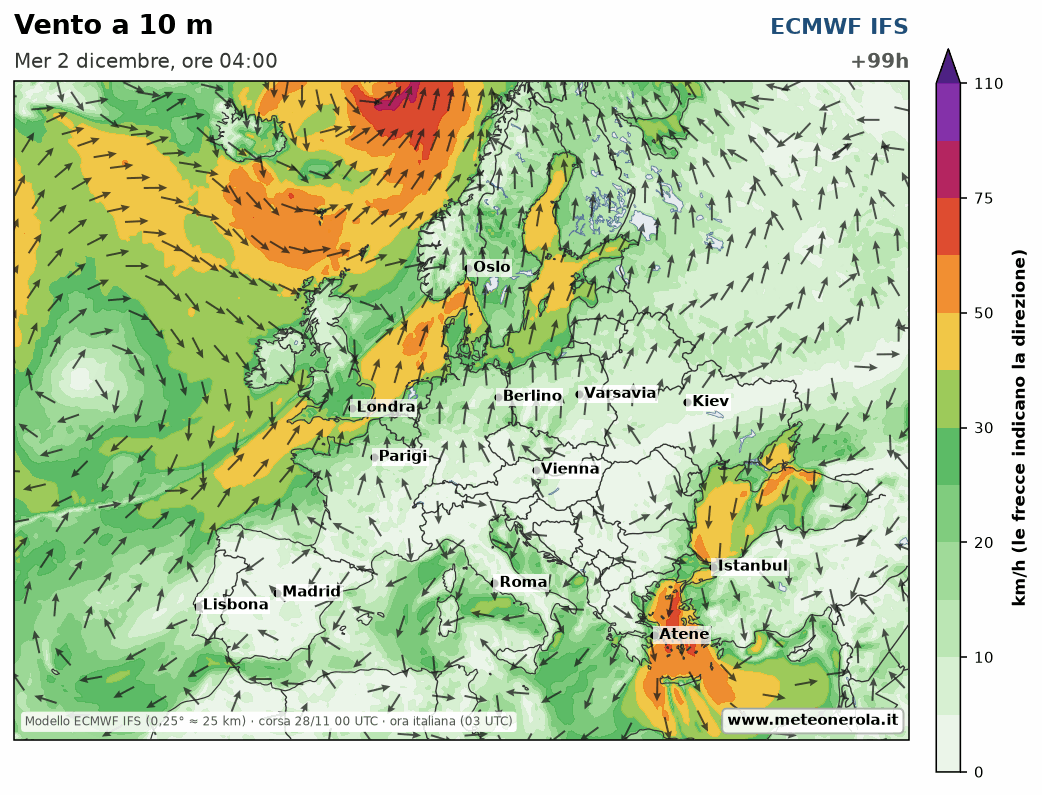 Vento a 10 m
ECMWF IFS
Mer 2 dicembre, ore 04:00
+99h
110
75
50
30
20
10
0
km/h (le frecce indicano la direzione)
Oslo
Londra
Berlino
Varsavia
Kiev
Parigi
Vienna
Istanbul
Roma
Madrid
Lisbona
Atene
Modello ECMWF IFS (0,25° ≈ 25 km) · corsa 28/11 00 UTC · ora italiana (03 UTC)
www.meteonerola.it